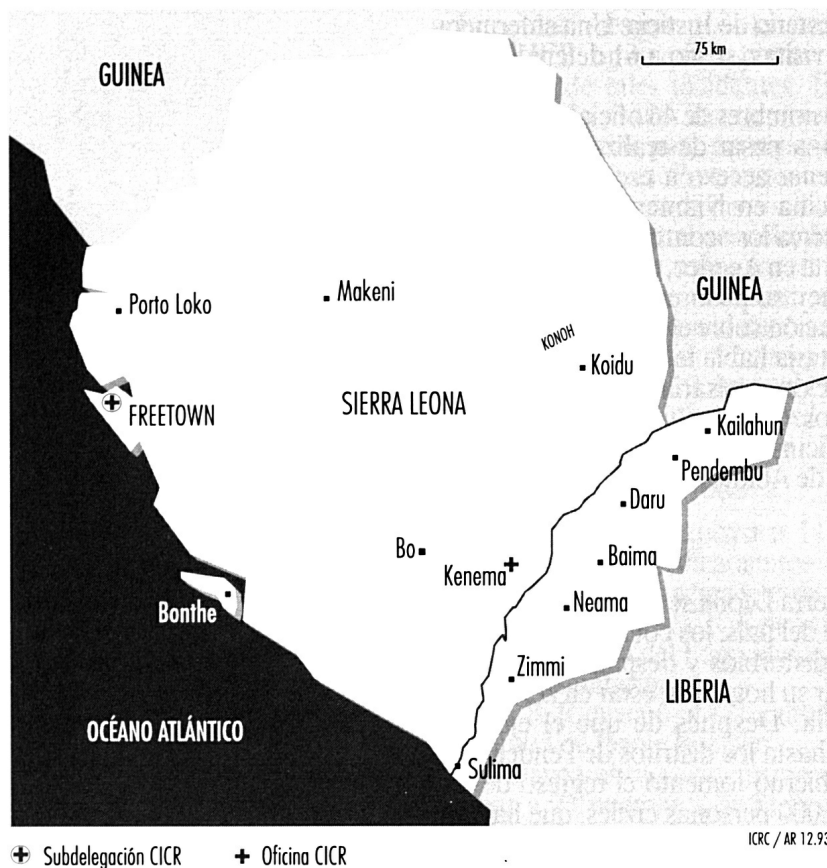 GUINEA
75 km
Porto Loko
Makeni
GUINEA
KONOH
Koidu
FREETOWN
SIERRA LEONA
Kailahun
Pendembu
Daru
Bo
Kenema
Baima
Bonthe
Neama
Zimmi
LIBERIA
OCÉANO ATLÁNTICO
Sulima
ICRC / AR 12.93
Subdelegación CICR
Oficina CICR